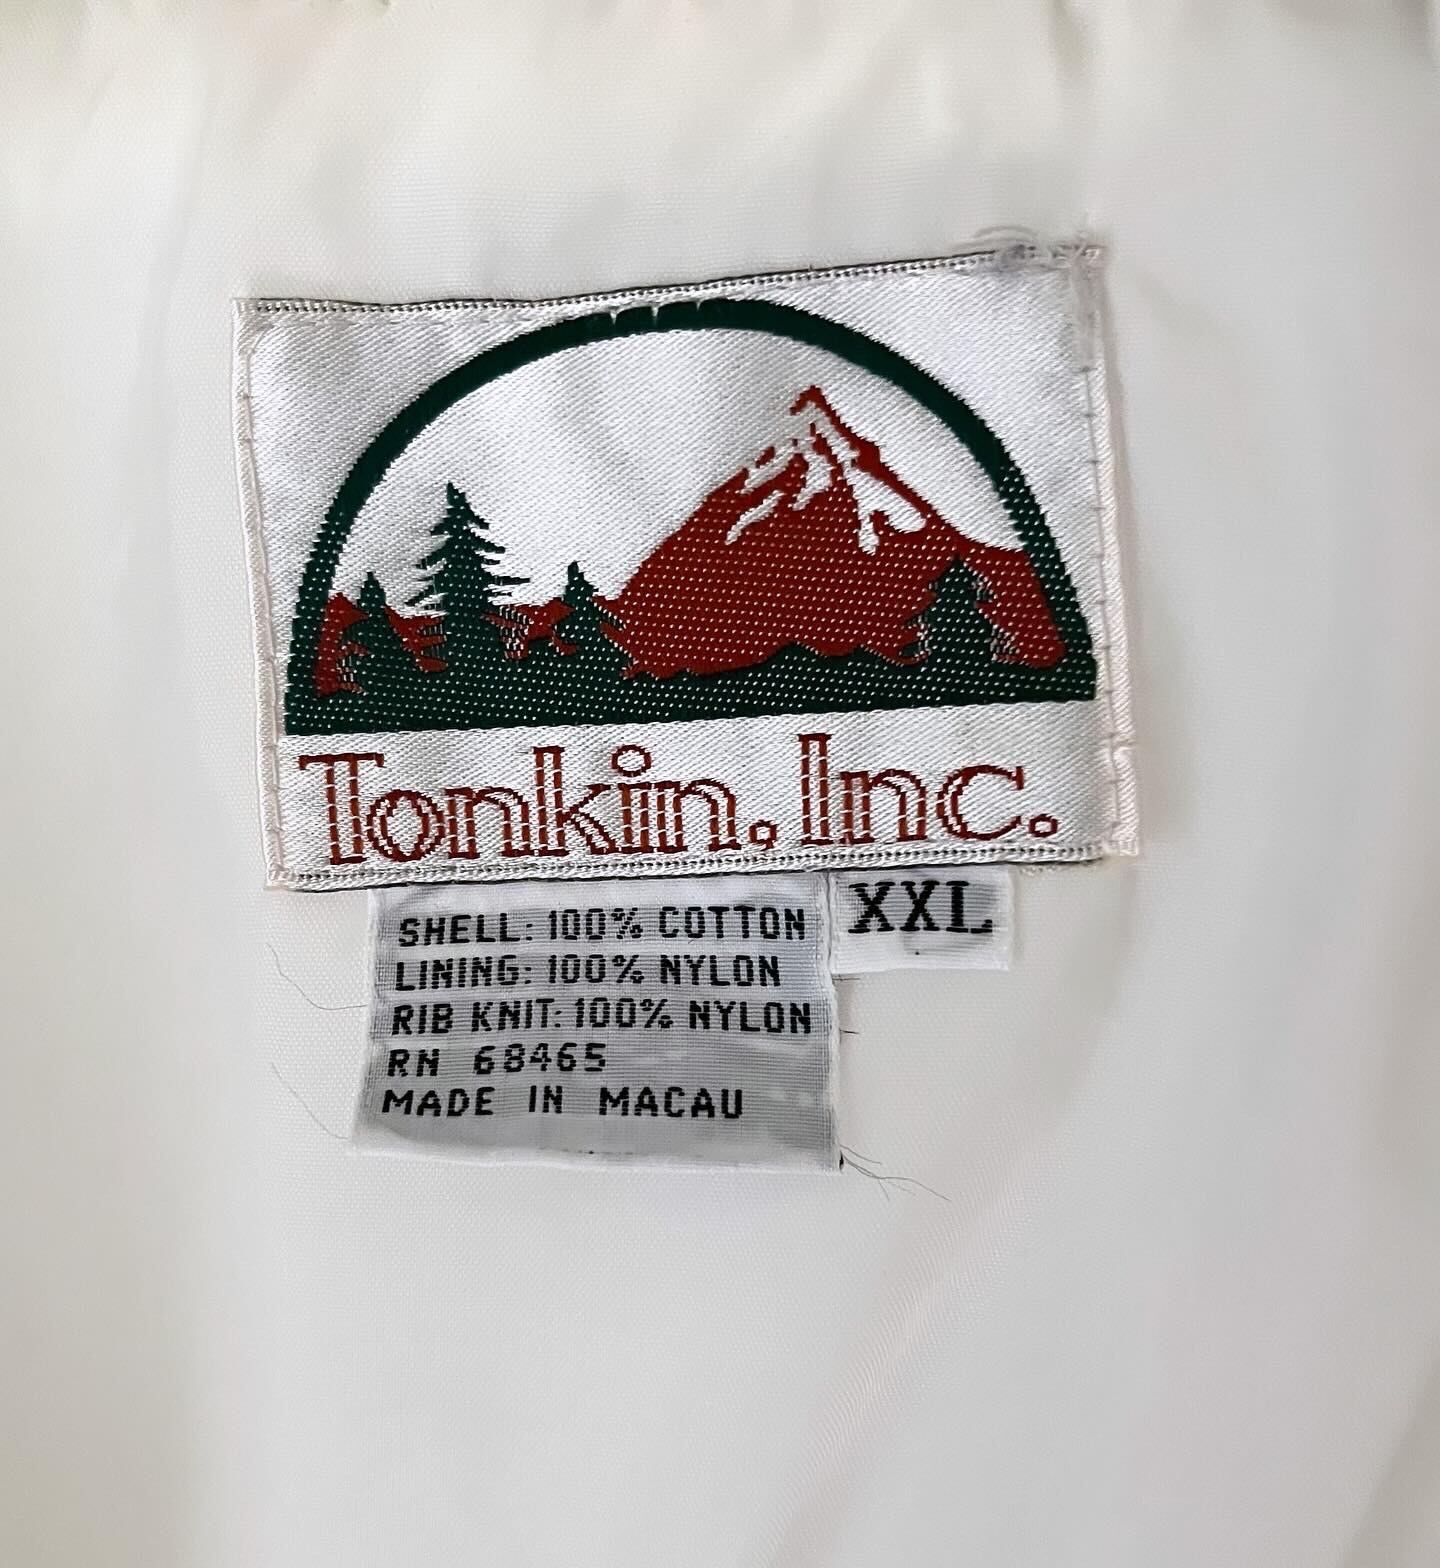 Tonkin, Inc.
XXL
SHELL: 100% COTTON
LINING: 100% NYLON
RIB KNIT: 100% NYLON
RN 68465
MADE IN MACAU